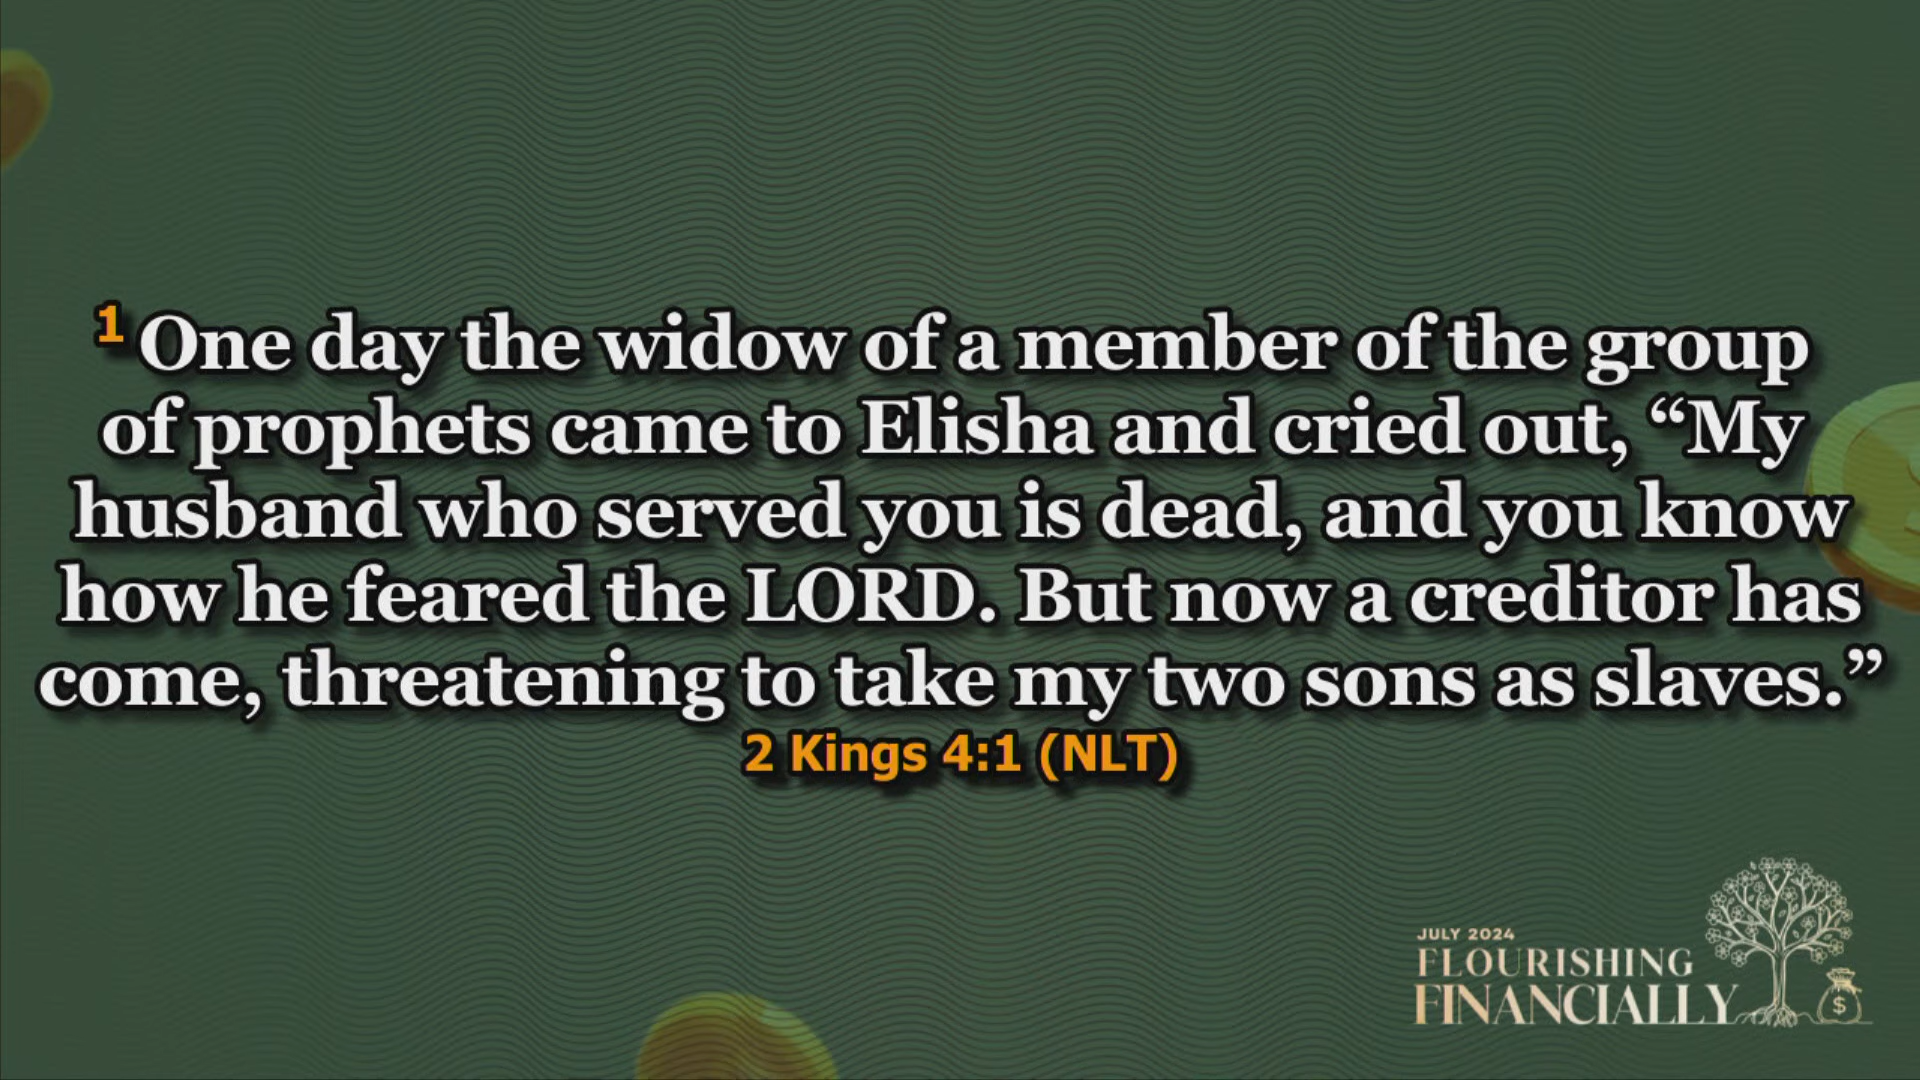 1 One day the widow of a member of the group
of prophets came to Elisha and cried out, “My
husband who served you is dead, and you know
how he feared the LORD. But now a creditor has
come, threatening to take my two sons as slaves.”
2 Kings 4:1 (NLT)
JULY 2024
FLOURISHING
FINANCIALLY
$